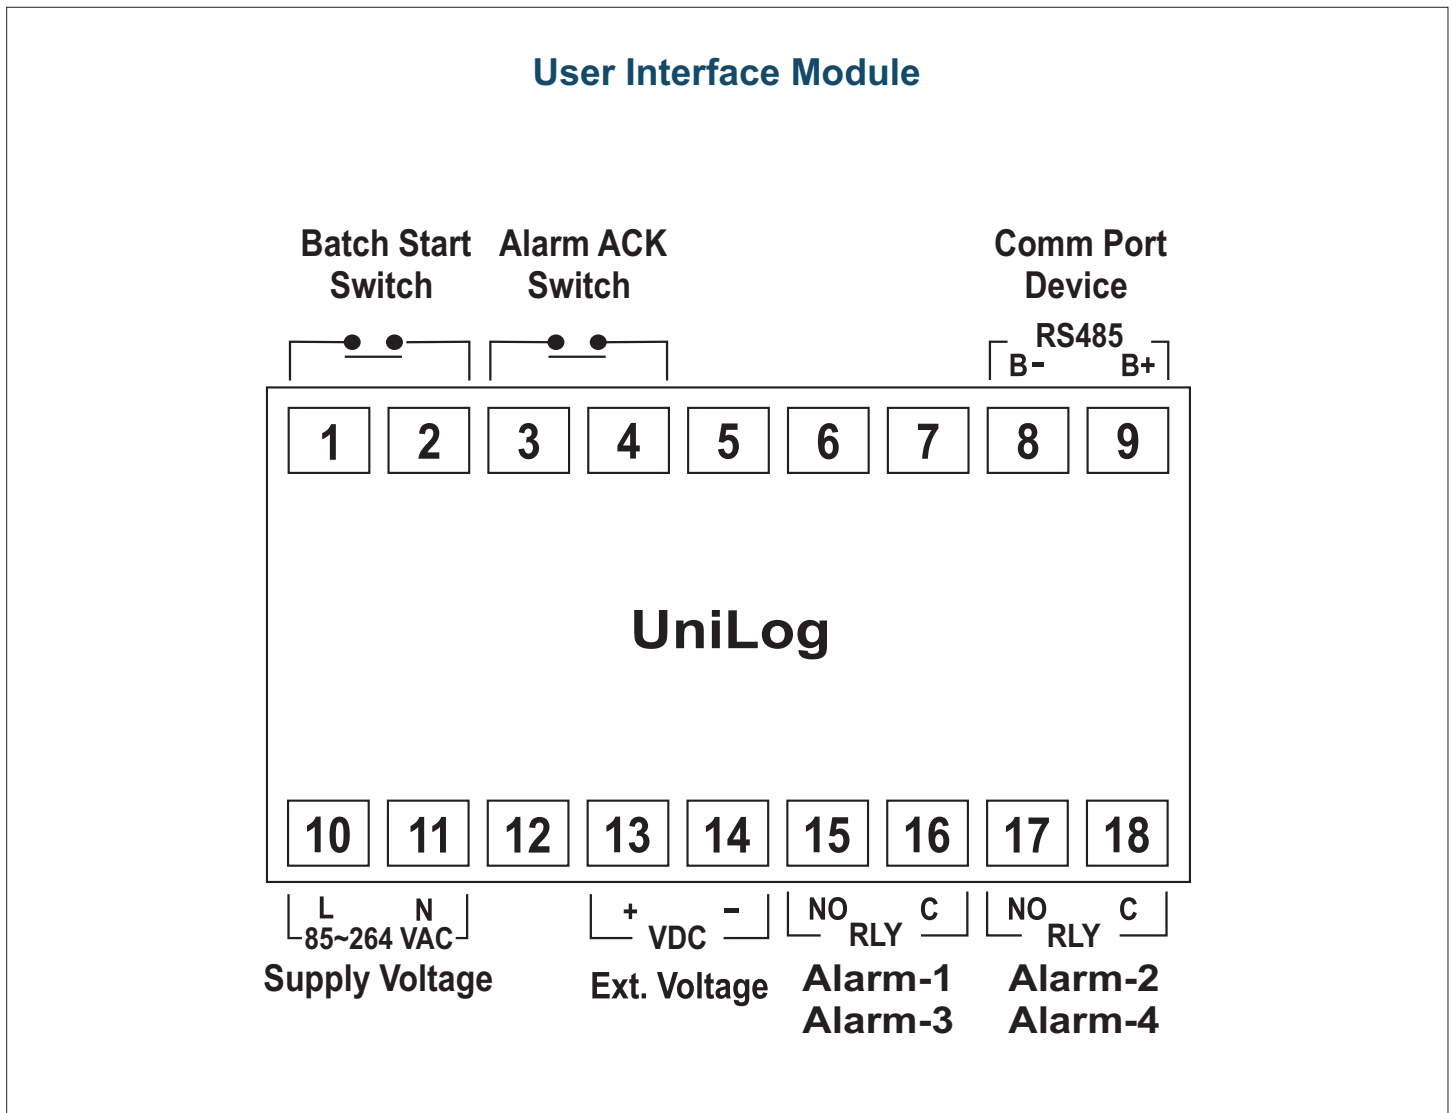 User Interface Module
Batch Start
Switch
Alarm ACK
Switch
Comm Port
Device
RS485
B- B+
1 2 3 4 5 6 7 8 9
UniLog
10 11 12 13 14 15 16 17 18
L N
85~264 VAC
Supply Voltage
+ -
VDC
Ext. Voltage
NO C
RLY
Alarm-1
Alarm-3
NO C
RLY
Alarm-2
Alarm-4